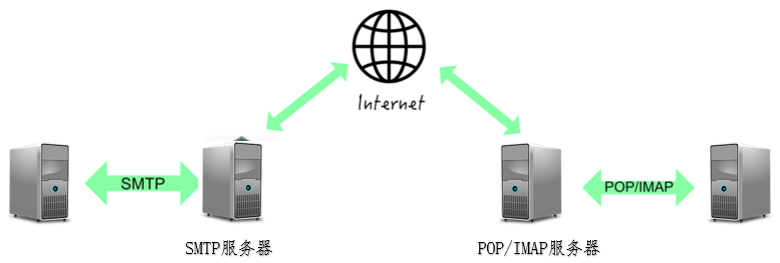 Internet
SMTP
POP/IMAP
SMTP服务器
POP/IMAP服务器